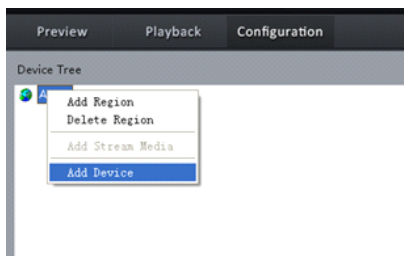 Preview Playback Configuration
Device Tree
Add Region
Delete Region
Add Stream Media
Add Device